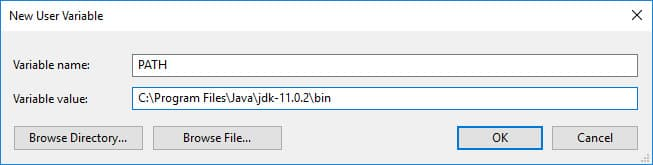 New User Variable
Variable name: PATH
Variable value: C:\Program Files\Java\jdk-11.0.2\bin
Browse Directory... Browse File... OK Cancel